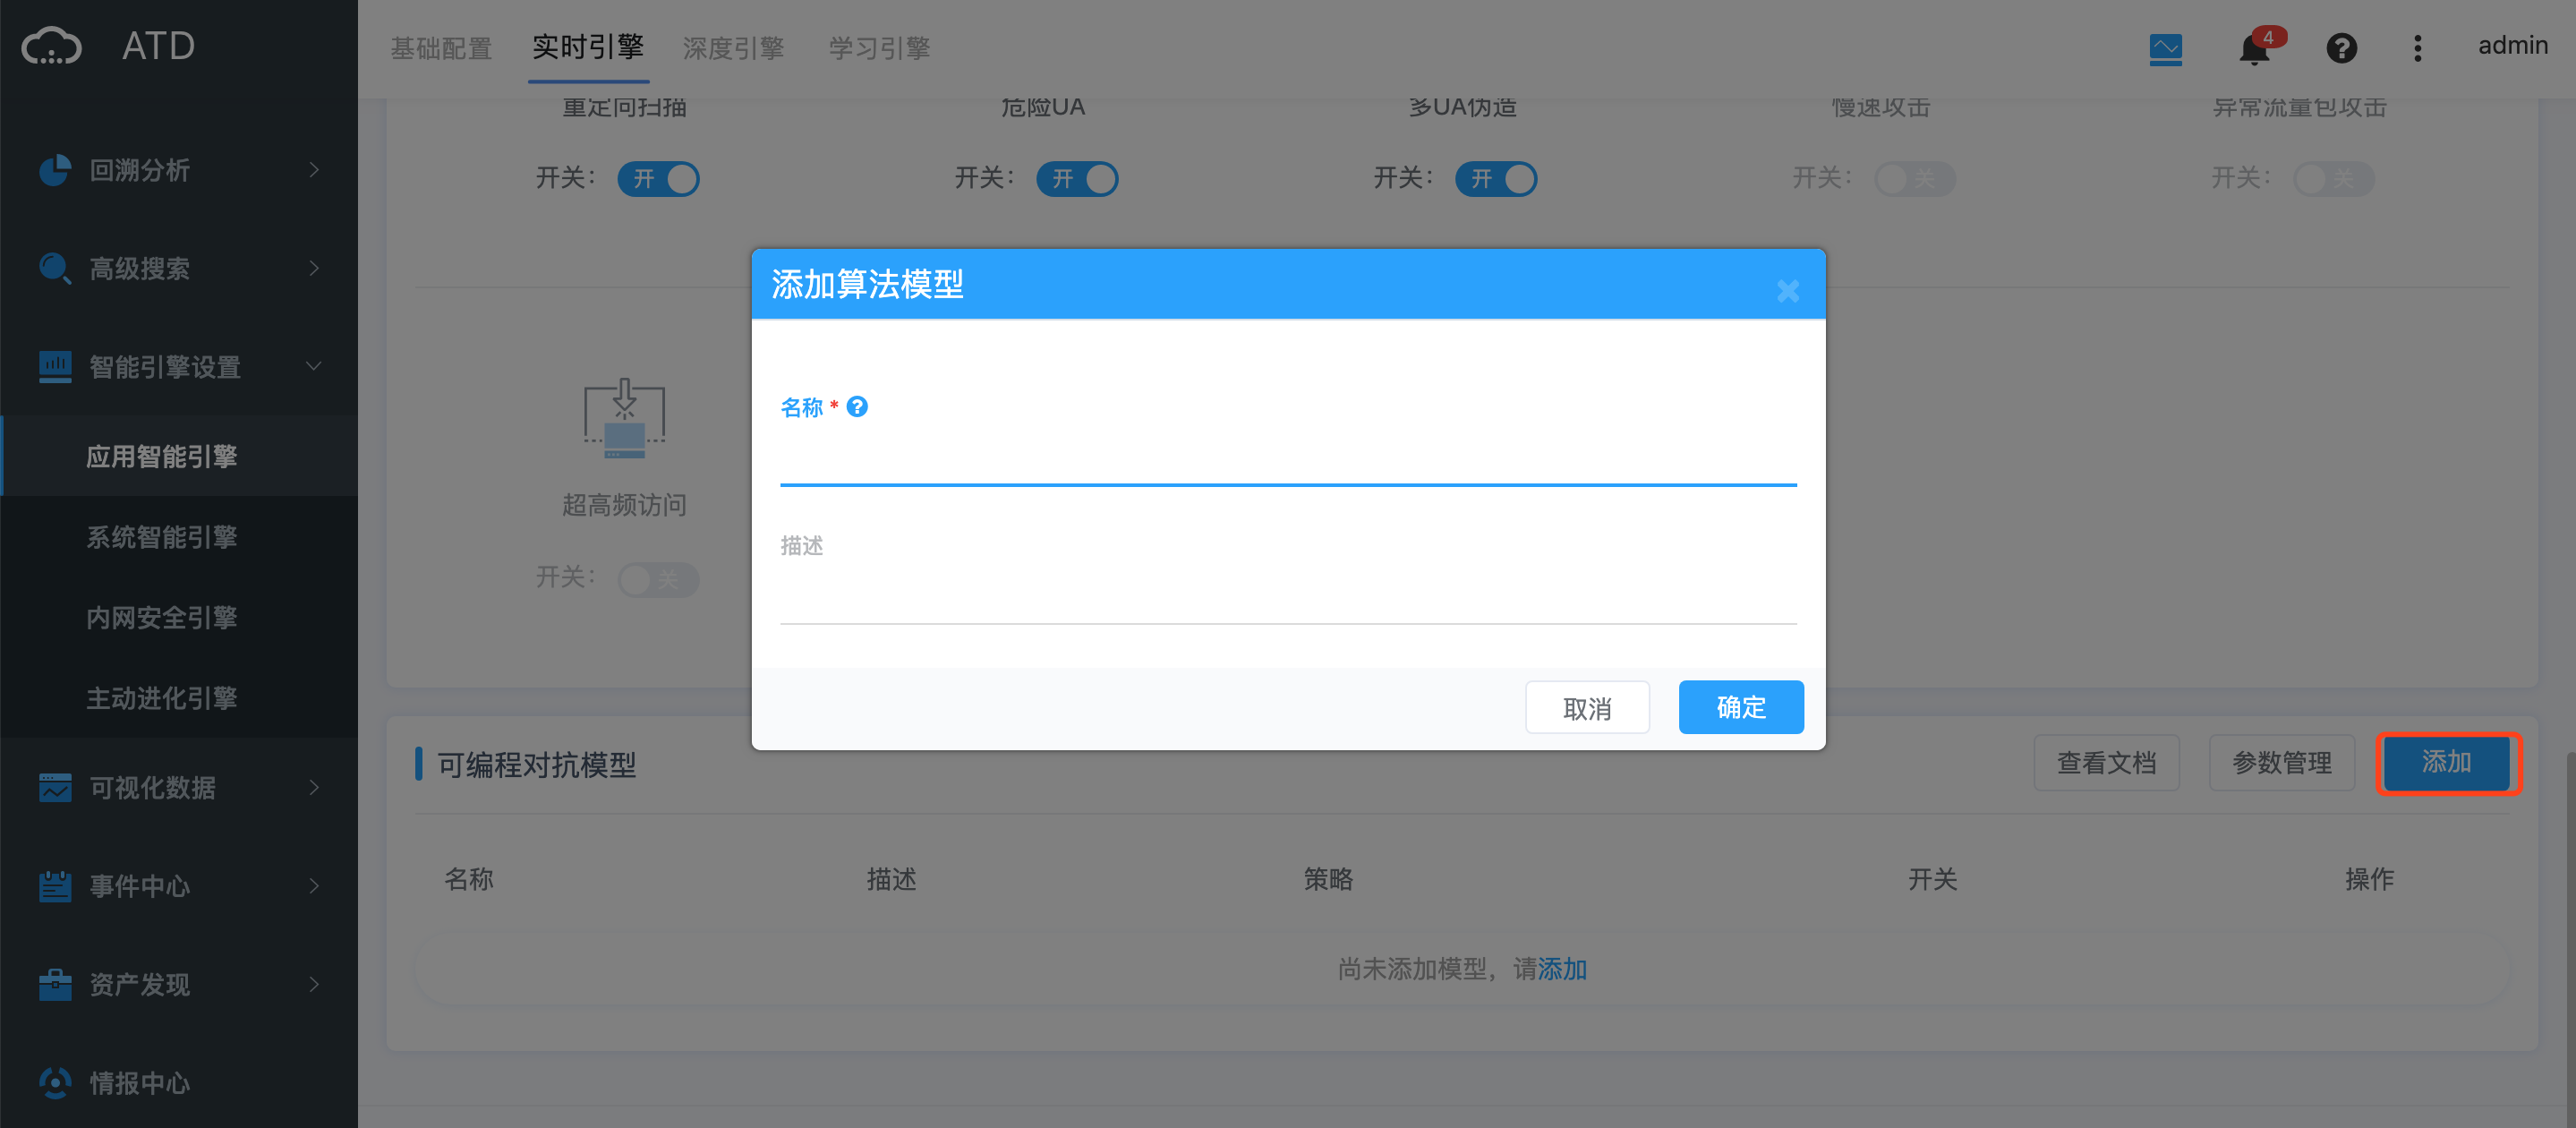 ATD
基础配置
实时引擎
深度引擎
学习引擎
4
admin
回溯分析
高级搜索
智能引擎设置
应用智能引擎
系统智能引擎
内网安全引擎
主动进化引擎
可视化数据
事件中心
资产发现
情报中心
重定向扫描
危险UA
多UA伪造
慢速攻击
异常流量包攻击
开关： 开
开关： 开
开关： 开
开关： 关
开关： 关
超高频访问
开关： 关
添加算法模型
名称 *
描述
取消
确定
可编程对抗模型
查看文档
参数管理
添加
名称
描述
策略
开关
操作
尚未添加模型，请添加